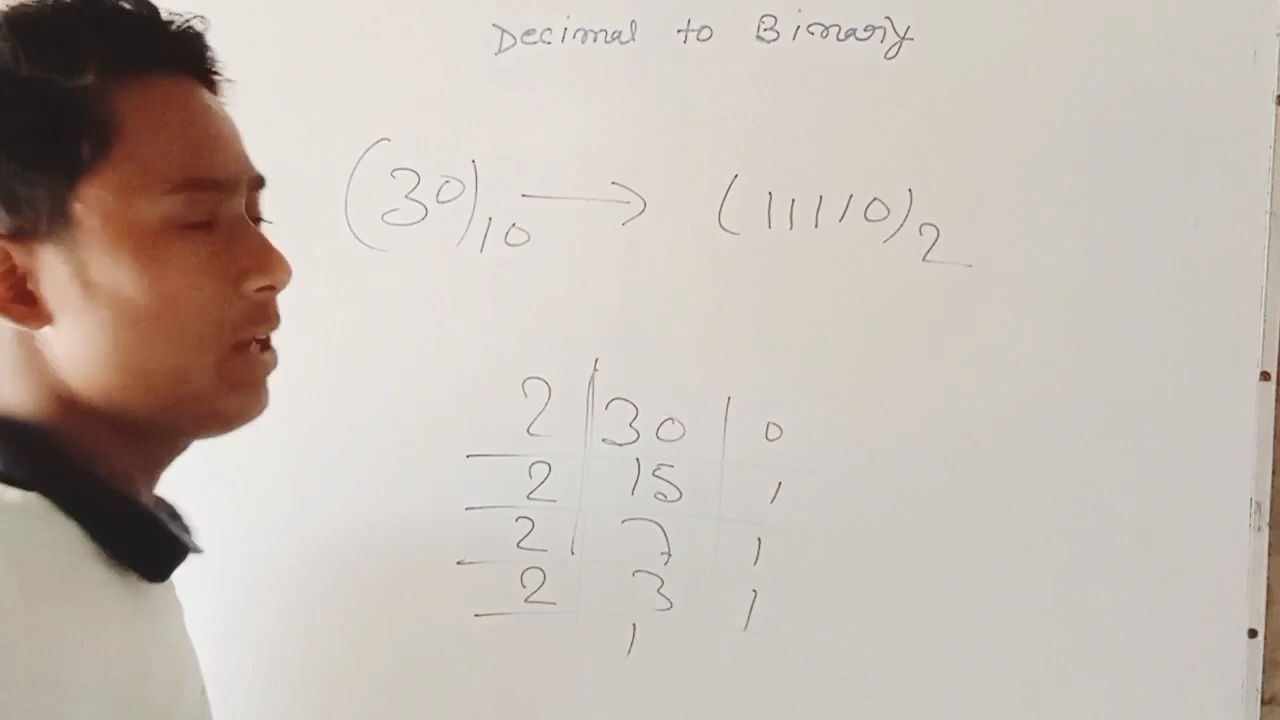 Decimal to Binary
(30)10 → (11110)2
2 | 30 | 0
2 15 1
2 | 7 1
2 3 1
1